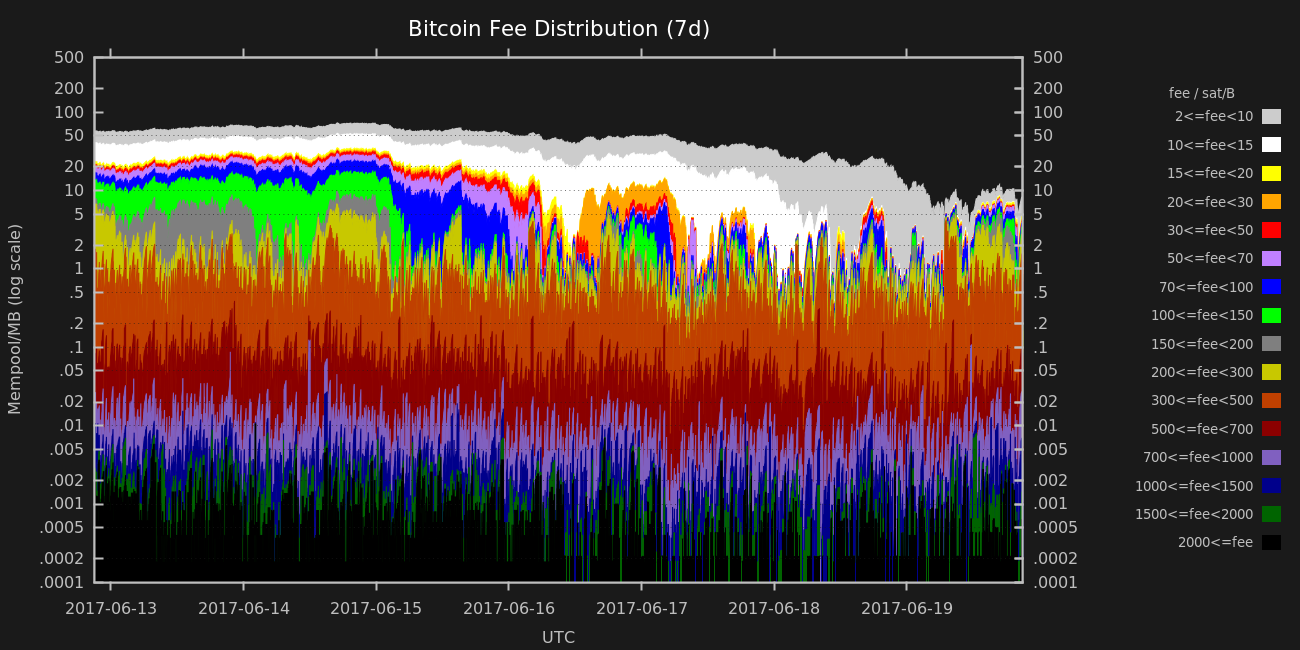 Bitcoin Fee Distribution (7d)
500
200
100
50
20
10
5
2
1
.5
.2
.1
.05
.02
.01
.005
.002
.001
.0005
.0002
.0001
Mempool/MB (log scale)
500
200
100
50
20
10
5
2
1
.5
.2
.1
.05
.02
.01
.005
.002
.001
.0005
.0002
.0001
2017-06-13 2017-06-14 2017-06-15 2017-06-16 2017-06-17 2017-06-18 2017-06-19
UTC
fee / sat/B
2<=fee<10
10<=fee<15
15<=fee<20
20<=fee<30
30<=fee<50
50<=fee<70
70<=fee<100
100<=fee<150
150<=fee<200
200<=fee<300
300<=fee<500
500<=fee<700
700<=fee<1000
1000<=fee<1500
1500<=fee<2000
2000<=fee